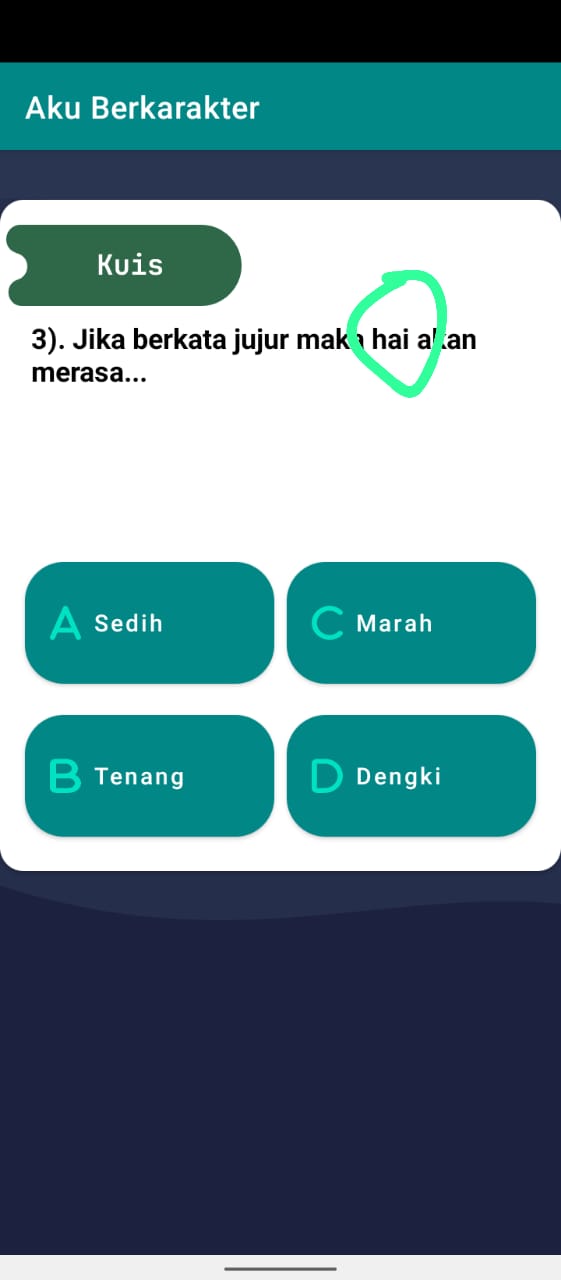 Aku Berkarakter
Kuis
3). Jika berkata jujur maka hai akan
merasa...
A Sedih
C Marah
B Tenang
D Dengki